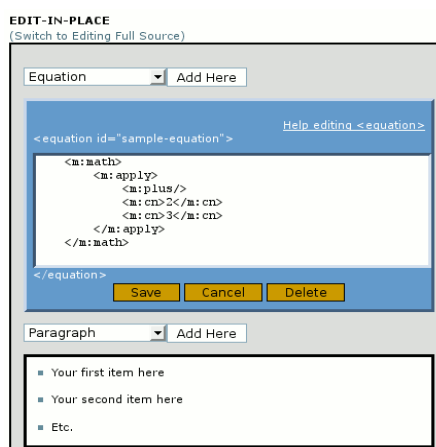 EDIT-IN-PLACE
(Switch to Editing Full Source)
Equation Add Here
Help editing <equation>
<equation id="sample-equation">
<m:math>
<m:apply>
<m:plus/>
<m:cn>2</m:cn>
<m:cn>3</m:cn>
</m:apply>
</m:math>
</equation>
Save Cancel Delete
Paragraph Add Here
Your first item here
Your second item here
Etc.